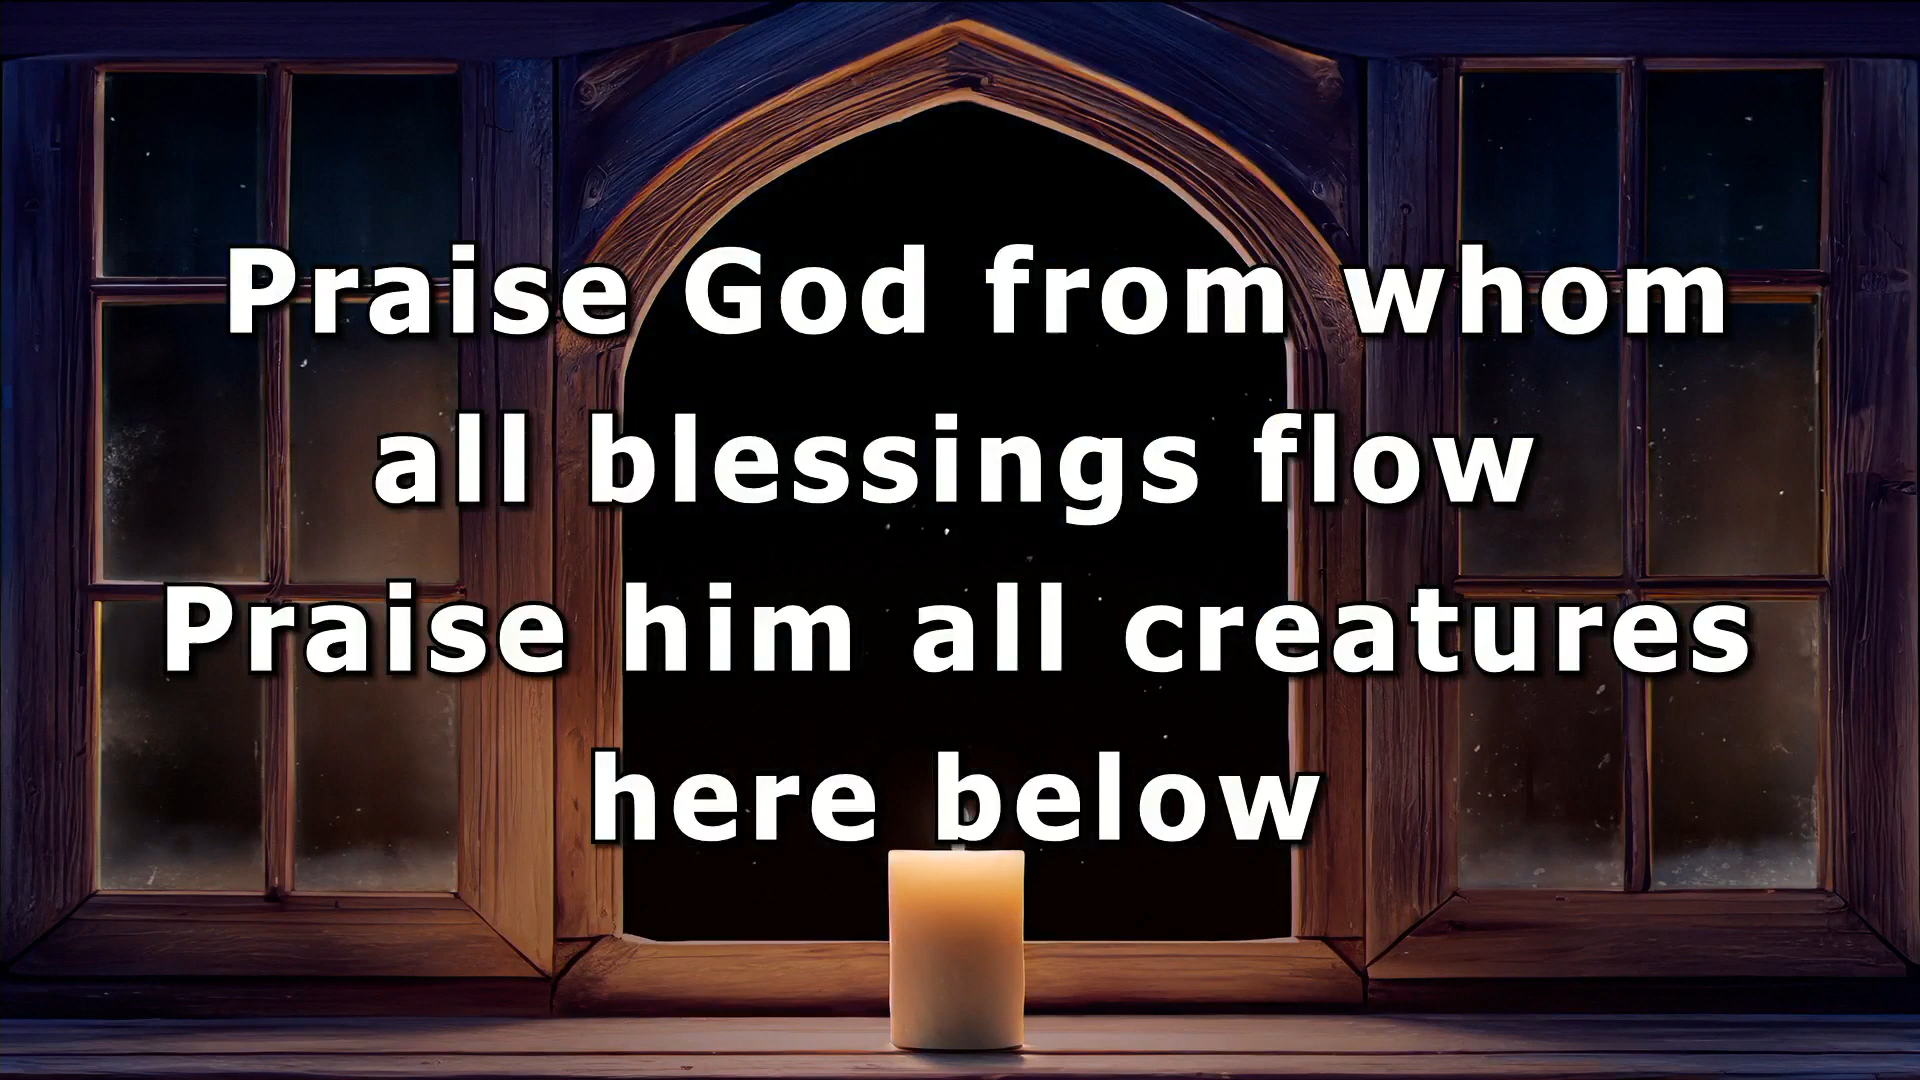 Praise God from whom
all blessings flow
Praise him all creatures
here below